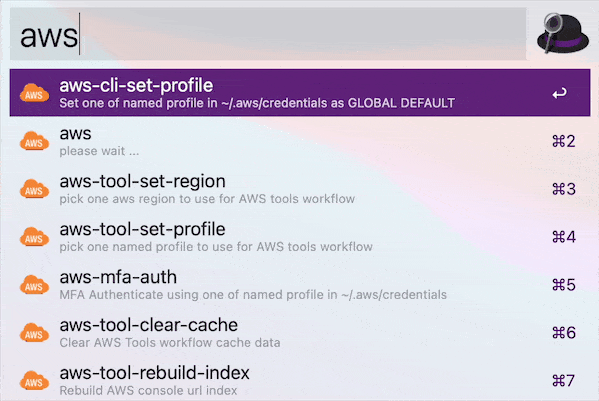 aws
AWS
aws-cli-set-profile
Set one of named profile in ~/.aws/credentials as GLOBAL DEFAULT
↩
AWS
aws
please wait ...
⌘2
AWS
aws-tool-set-region
pick one aws region to use for AWS tools workflow
⌘3
AWS
aws-tool-set-profile
pick one named profile to use for AWS tools workflow
⌘4
AWS
aws-mfa-auth
MFA Authenticate using one of named profile in ~/.aws/credentials
⌘5
AWS
aws-tool-clear-cache
Clear AWS Tools workflow cache data
⌘6
AWS
aws-tool-rebuild-index
Rebuild AWS console url index
⌘7